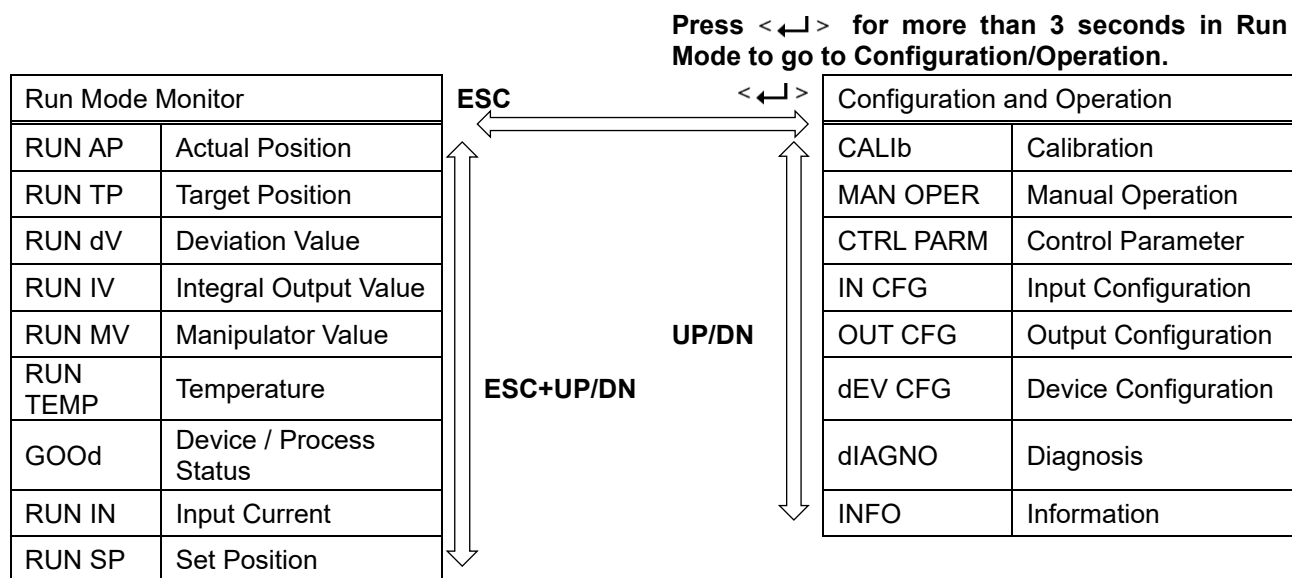 Press <↵> for more than 3 seconds in Run
Mode to go to Configuration/Operation.
Run Mode Monitor
ESC
<↵>
Configuration and Operation
RUN AP Actual Position
CALIb Calibration
RUN TP Target Position
MAN OPER Manual Operation
RUN dV Deviation Value
CTRL PARM Control Parameter
RUN IV Integral Output Value
IN CFG Input Configuration
RUN MV Manipulator Value
UP/DN
OUT CFG Output Configuration
RUN
TEMP
Temperature
ESC+UP/DN
dEV CFG Device Configuration
GOOd
Device / Process
Status
dIAGNO Diagnosis
RUN IN Input Current
INFO Information
RUN SP Set Position